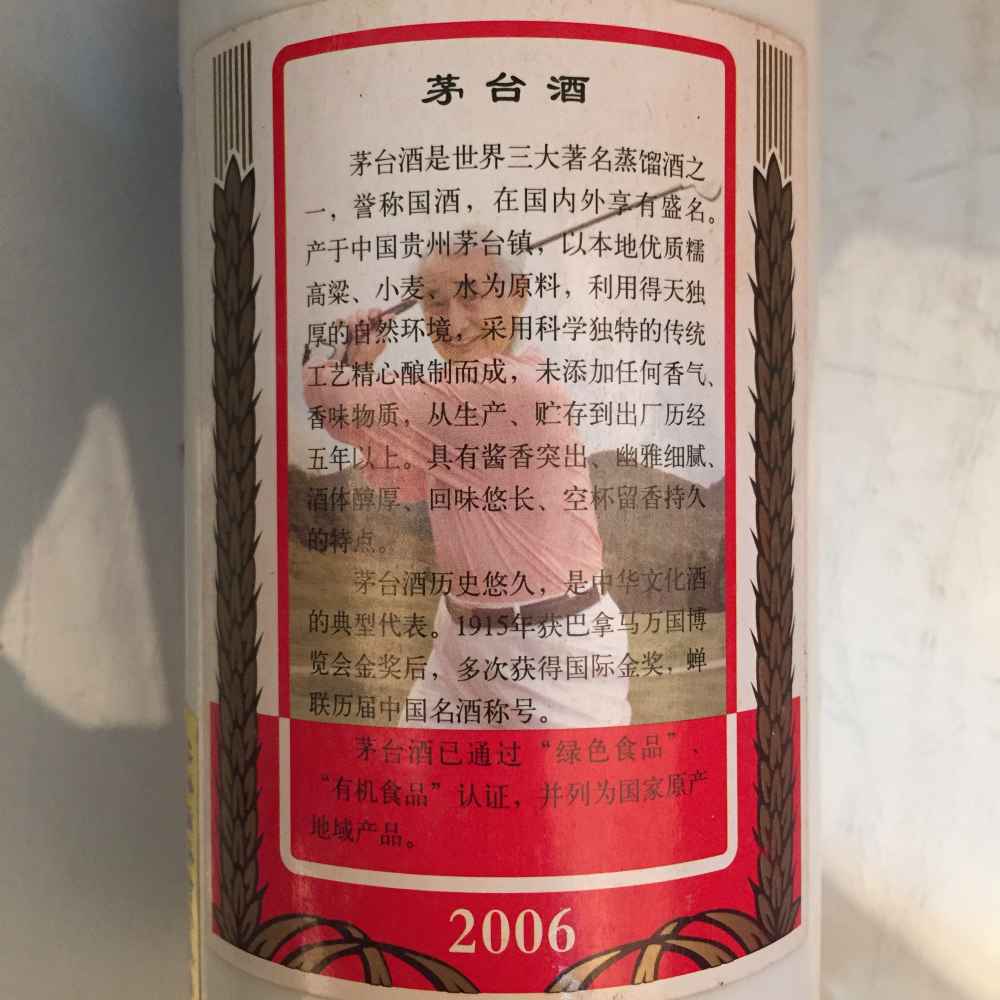 茅台酒
茅台酒是世界三大著名蒸馏酒之
一，誉称国酒，在国内外享有盛名。
产于中国贵州茅台镇，以本地优质糯
高粱、小麦、水为原料，利用得天独
厚的自然环境，采用科学独特的传统
工艺精心酿制而成，未添加任何香气、
香味物质，从生产、贮存到出厂历经
五年以上。具有酱香突出、幽雅细腻、
酒体醇厚、回味悠长、空杯留香持久
的特点。
茅台酒历史悠久，是中华文化酒
的典型代表。1915年获巴拿马万国博
览会金奖后，多次获得国际金奖，蝉
联历届中国名酒称号。
茅台酒已通过“绿色食品”、
“有机食品”认证，并列为国家原产
地域产品。
2006